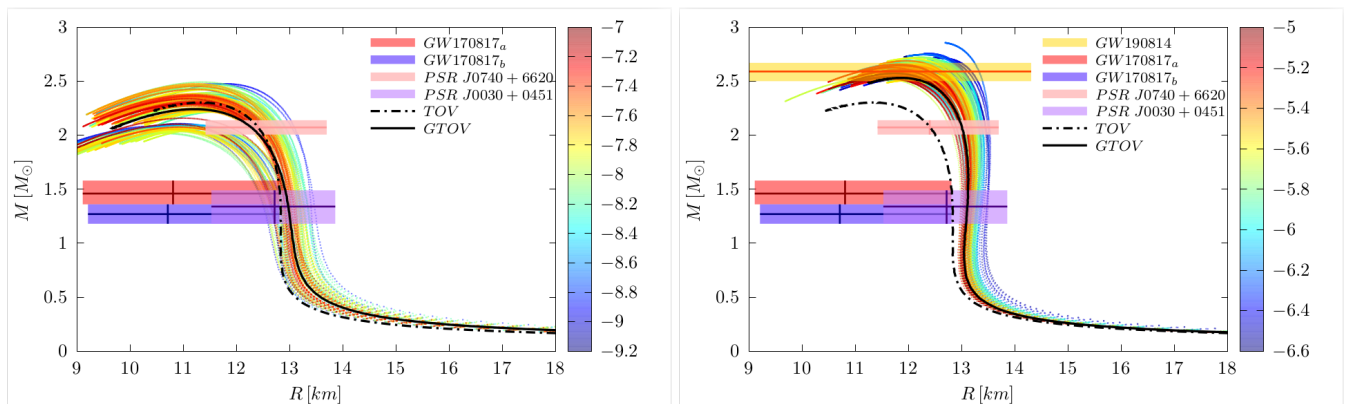 3
2.5
2
1.5
1
0.5
0
M [M⊙]
9 10 11 12 13 14 15 16 17 18
R [km]
GW170817a
GW170817b
PSR J0740 + 6620
PSR J0030 + 0451
TOV
GTOV
−7
−7.2
−7.4
−7.6
−7.8
−8
−8.2
−8.4
−8.6
−8.8
−9
−9.2
3
2.5
2
1.5
1
0.5
0
M [M⊙]
9 10 11 12 13 14 15 16 17 18
R [km]
GW190814
GW170817a
GW170817b
PSR J0740 + 6620
PSR J0030 + 0451
TOV
GTOV
−5
−5.2
−5.4
−5.6
−5.8
−6
−6.2
−6.4
−6.6